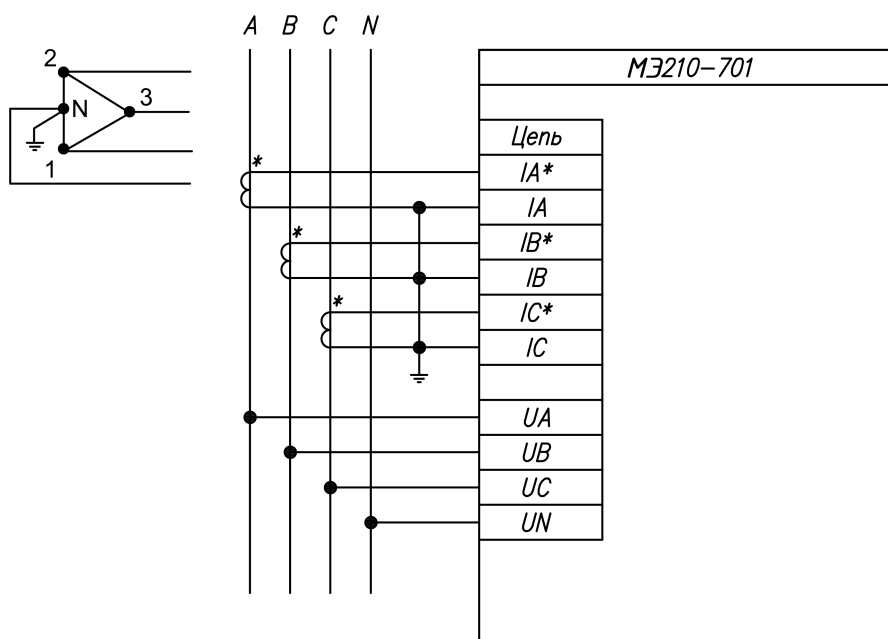 A B C N
2
N
3
1
МЭ210-701
Цепь
*
IA*
IA
*
IB*
IB
*
IC*
IC
UA
UB
UC
UN